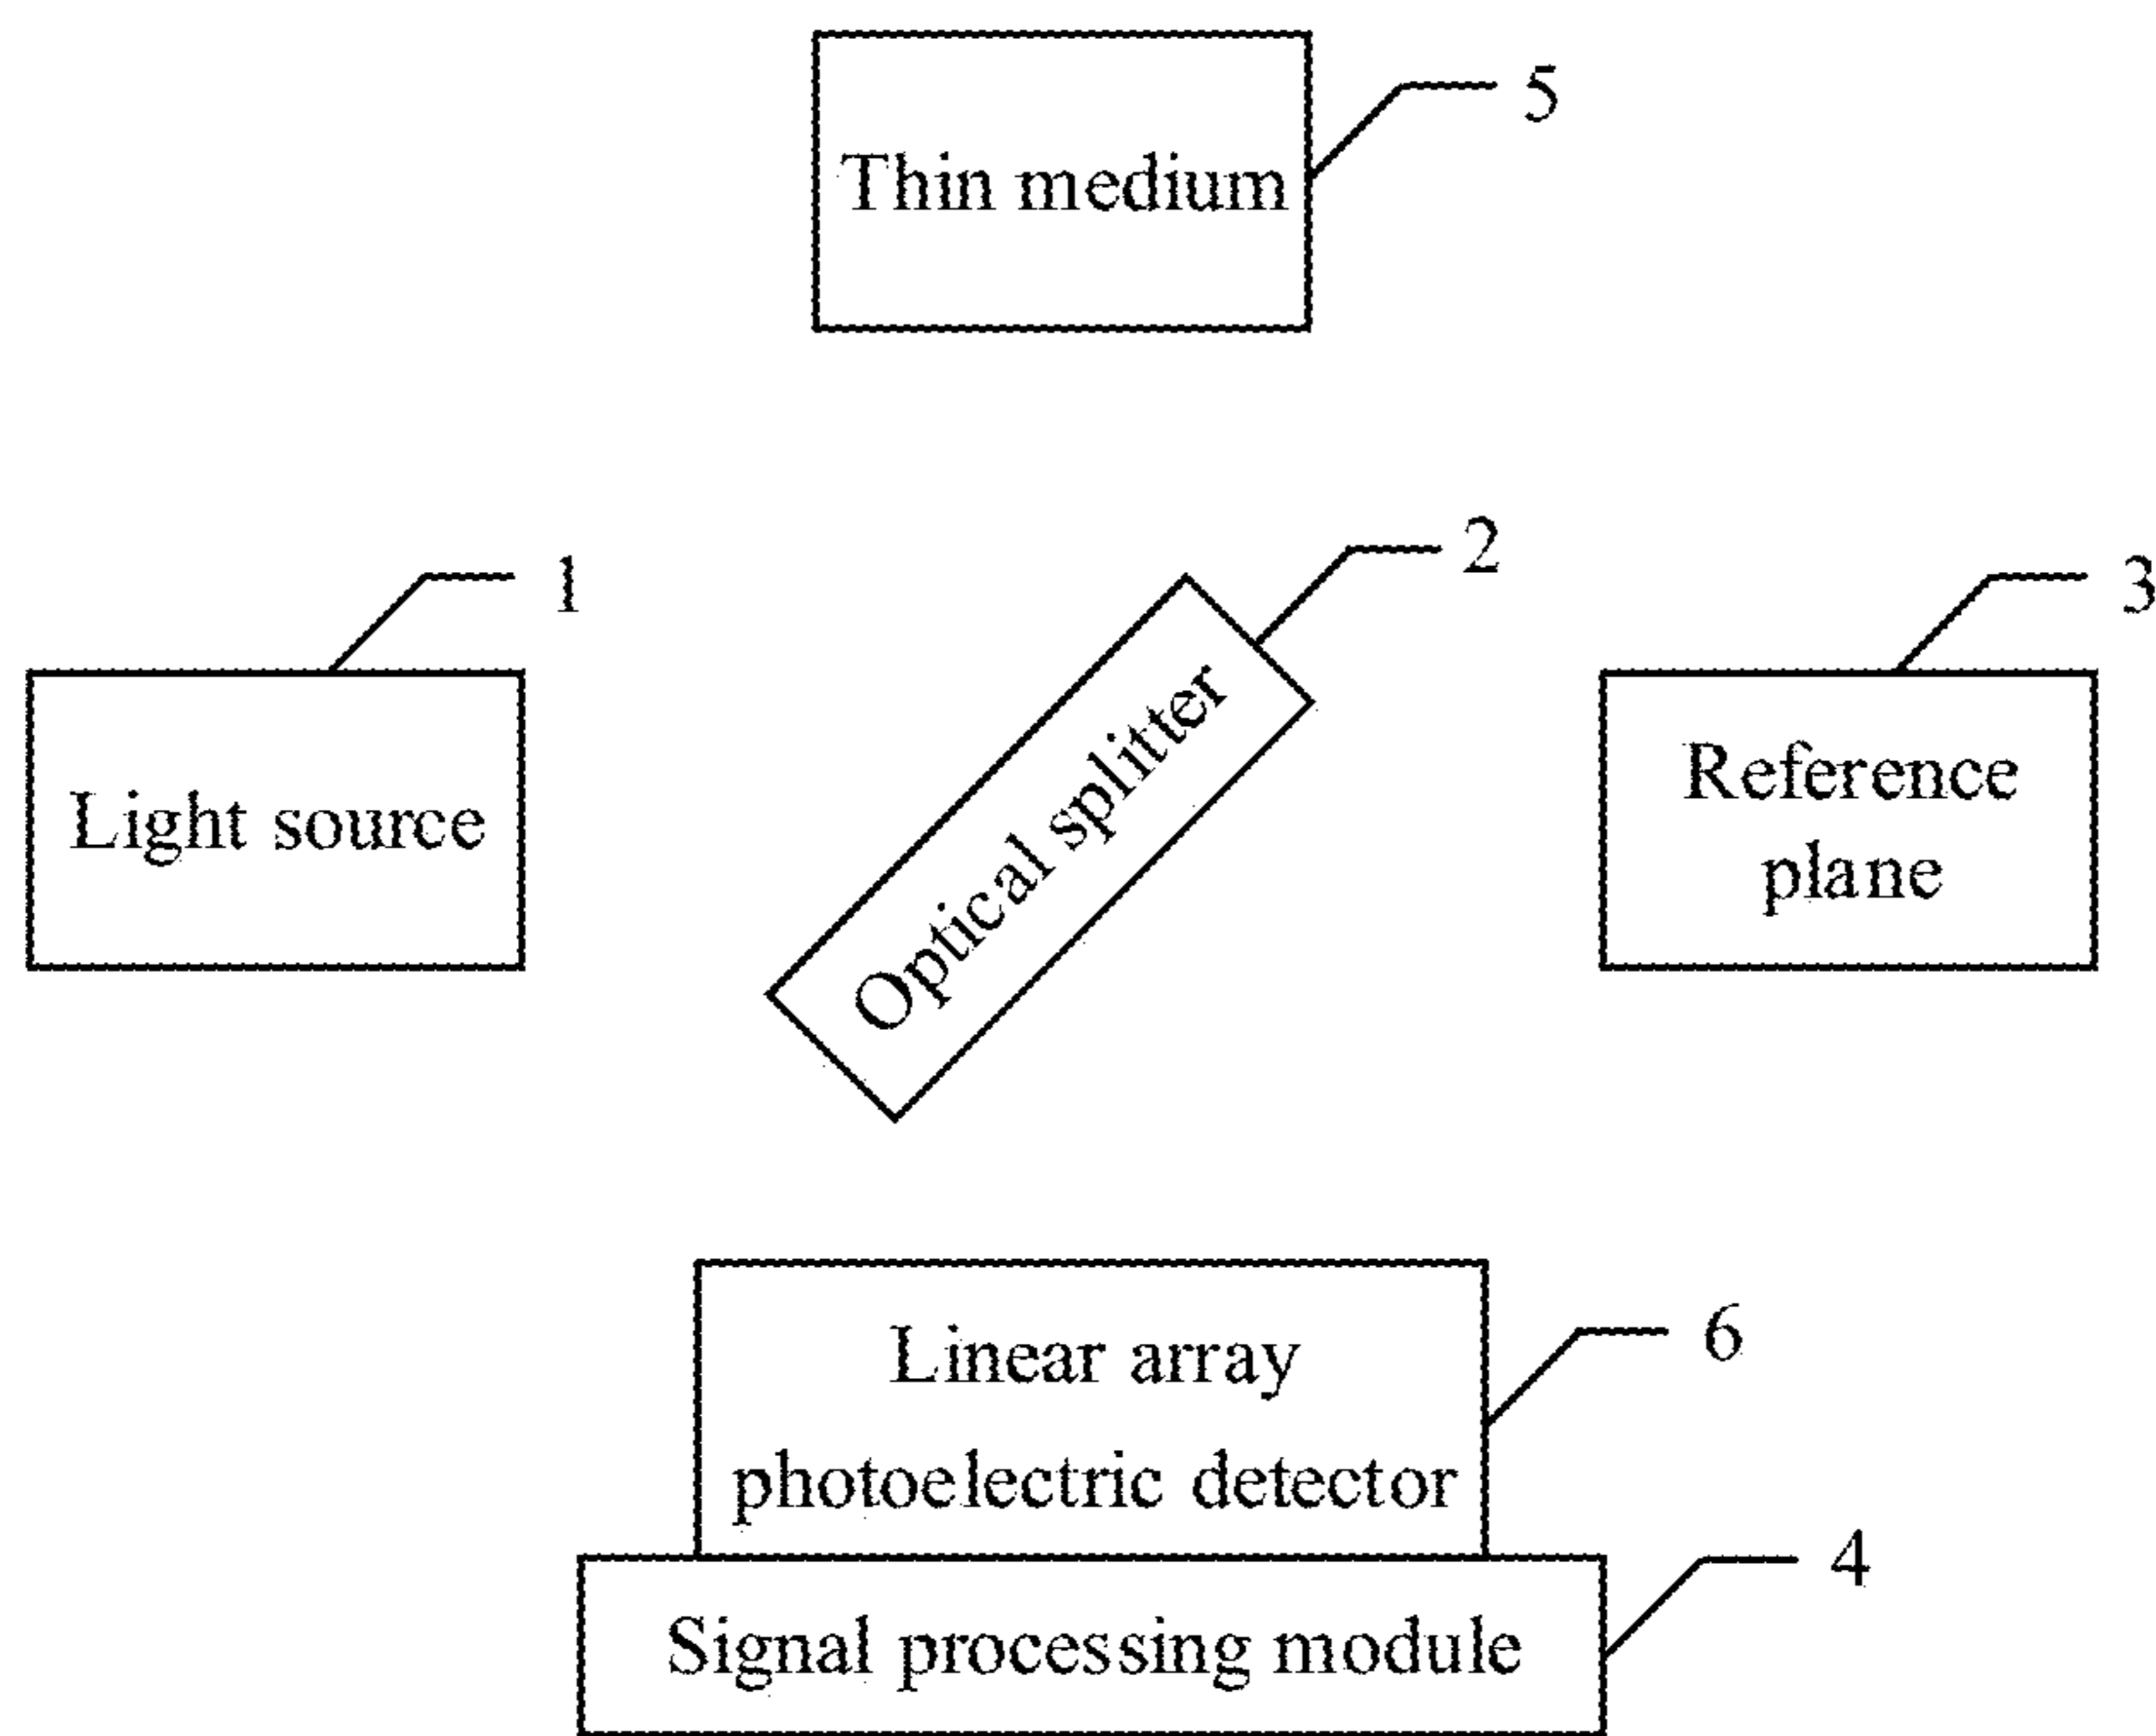 5
Thin medium
2
1
3
Light source
Optical splitter
Reference
plane
6
Linear array
photoelectric detector
4
Signal processing module